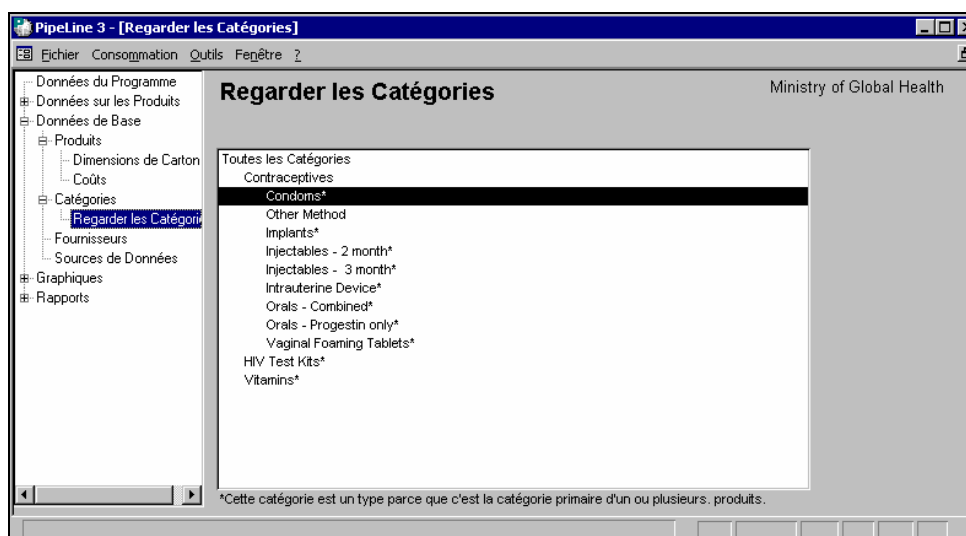 PipeLine 3 - [Regarder les Catégories]
Fichier Consommation Outils Fenêtre ?
Données du Programme
Données sur les Produits
Données de Base
Produits
Dimensions de Carton
Coûts
Catégories
Regarder les Catégori
Fournisseurs
Sources de Données
Graphiques
Rapports
Regarder les Catégories
Ministry of Global Health
Toutes les Catégories
Contraceptives
Condoms*
Other Method
Implants*
Injectables - 2 month*
Injectables - 3 month*
Intrauterine Device*
Orals - Combined*
Orals - Progestin only*
Vaginal Foaming Tablets*
HIV Test Kits*
Vitamins*
*Cette catégorie est un type parce que c'est la catégorie primaire d'un ou plusieurs. produits.